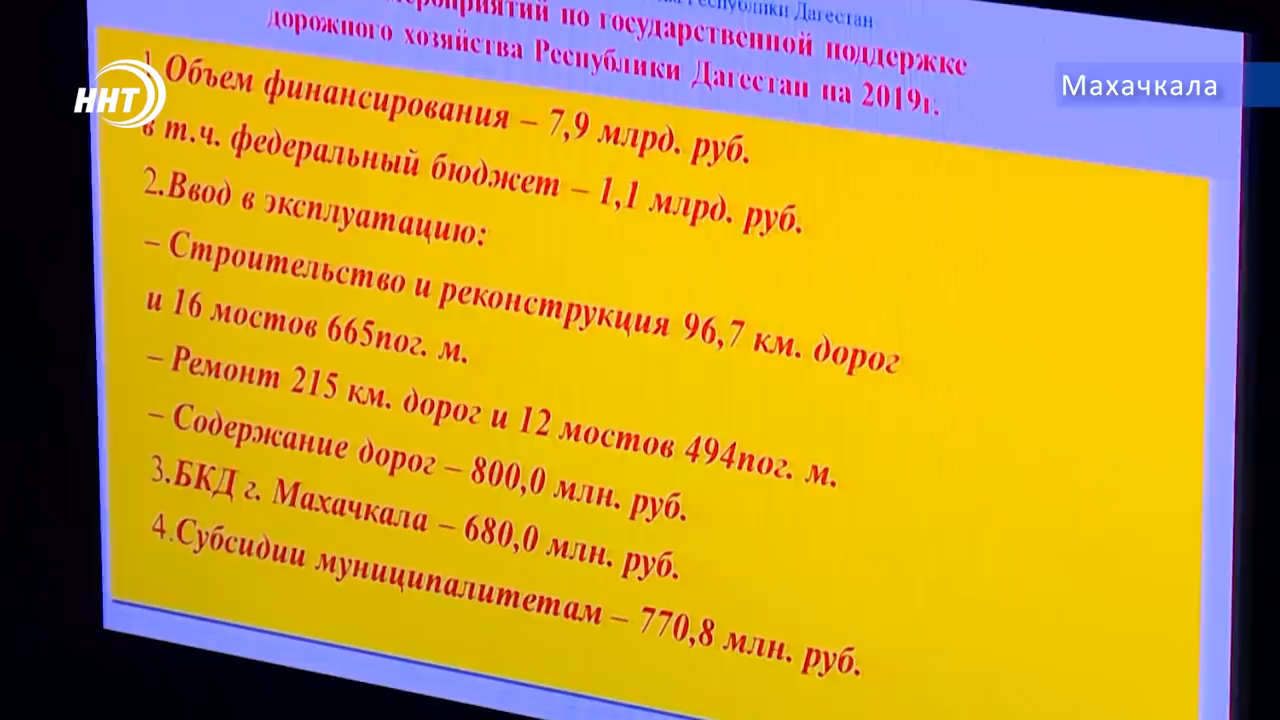 Республики Дагестан
мероприятий по государственной поддержке
дорожного хозяйства Республики Дагестан на 2019г.
ННТ
Махачкала
1.Объем финансирования – 7,9 млрд. руб.
в т.ч. федеральный бюджет – 1,1 млрд. руб.
2.Ввод в эксплуатацию:
– Строительство и реконструкция 96,7 км. дорог
и 16 мостов 665пог. м.
– Ремонт 215 км. дорог и 12 мостов 494пог. м.
– Содержание дорог – 800,0 млн. руб.
3.БКД г. Махачкала – 680,0 млн. руб.
4.Субсидии муниципалитетам – 770,8 млн. руб.